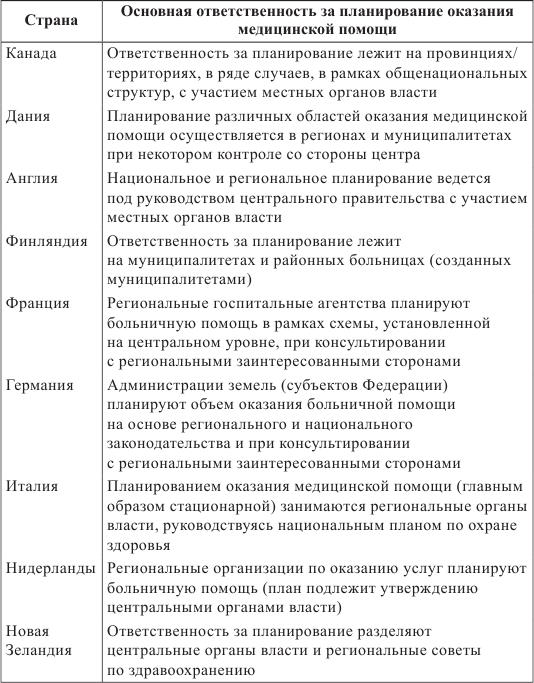 Страна
Основная ответственность за планирование оказания
медицинской помощи
Канада
Ответственность за планирование лежит на провинциях/
территориях, в ряде случаев, в рамках общенациональных
структур, с участием местных органов власти
Дания
Планирование различных областей оказания медицинской
помощи осуществляется в регионах и муниципалитетах
при некотором контроле со стороны центра
Англия
Национальное и региональное планирование ведется
под руководством центрального правительства с участием
местных органов власти
Финляндия
Ответственность за планирование лежит
на муниципалитетах и районных больницах (созданных
муниципалитетами)
Франция
Региональные госпитальные агентства планируют
больничную помощь в рамках схемы, установленной
на центральном уровне, при консультировании
с региональными заинтересованными сторонами
Германия
Администрации земель (субъектов Федерации)
планируют объем оказания больничной помощи
на основе регионального и национального
законодательства и при консультировании
с региональными заинтересованными сторонами
Италия
Планированием оказания медицинской помощи (главным
образом стационарной) занимаются региональные органы
власти, руководствуясь национальным планом по охране
здоровья
Нидерланды
Региональные организации по оказанию услуг планируют
больничную помощь (план подлежит утверждению
центральными органами власти)
Новая
Зеландия
Ответственность за планирование разделяют
центральные органы власти и региональные советы
по здравоохранению